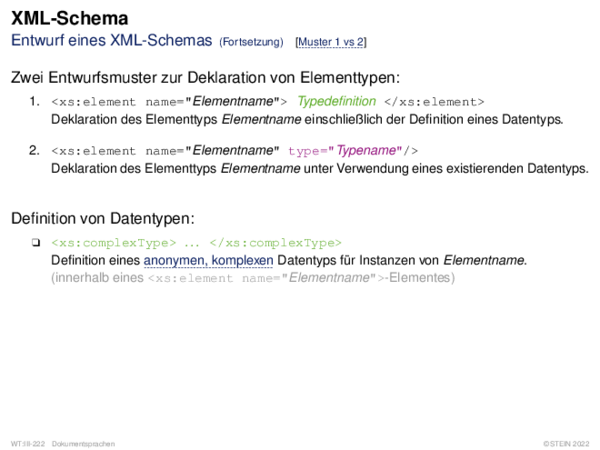 XML-Schema
Entwurf eines XML-Schemas (Fortsetzung) [Muster 1 vs 2]
Zwei Entwurfsmuster zur Deklaration von Elementtypen:
1. <xs:element name="Elementname"> Typedefinition </xs:element>
Deklaration des Elementtyps Elementname einschließlich der Definition eines Datentyps.
2. <xs:element name="Elementname" type="Typename"/>
Deklaration des Elementtyps Elementname unter Verwendung eines existierenden Datentyps.
Definition von Datentypen:
❑ <xs:complexType> ... </xs:complexType>
Definition eines anonymen, komplexen Datentyps für Instanzen von Elementname.
(innerhalb eines <xs:element name="Elementname">-Elementes)
WT:III-222 Dokumentsprachen ©STEIN 2022